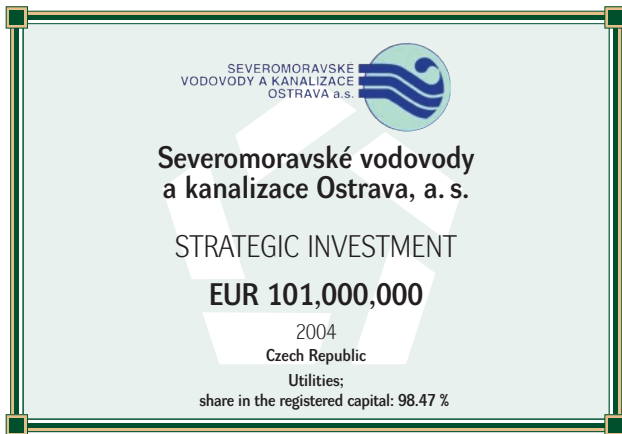 SEVEROMORAVSKÉ
VODOVODY A KANALIZACE
OSTRAVA a.s.
Severomoravské vodovody
a kanalizace Ostrava, a. s.
STRATEGIC INVESTMENT
EUR 101,000,000
2004
Czech Republic
Utilities;
share in the registered capital: 98.47 %